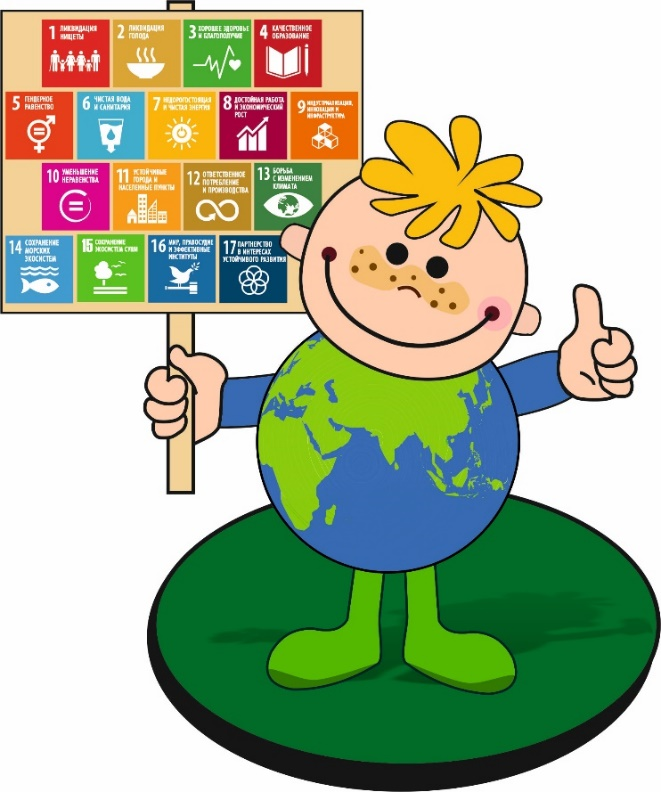 1 ЛИКВИДАЦИЯ
НИЩЕТЫ
2 ЛИКВИДАЦИЯ
ГОЛОДА
3 ХОРОШЕЕ ЗДОРОВЬЕ
И БЛАГОПОЛУЧИЕ
4 КАЧЕСТВЕННОЕ
ОБРАЗОВАНИЕ
5 ГЕНДЕРНОЕ
РАВЕНСТВО
6 ЧИСТАЯ ВОДА
И САНИТАРИЯ
7 НЕДОРОГОСТОЯЩАЯ
И ЧИСТАЯ ЭНЕРГИЯ
8 ДОСТОЙНАЯ РАБОТА
И ЭКОНОМИЧЕСКИЙ
РОСТ
9 ИНДУСТРИАЛИЗАЦИЯ,
ИННОВАЦИИ И
ИНФРАСТРУКТУРА
10 УМЕНЬШЕНИЕ
НЕРАВЕНСТВА
11 УСТОЙЧИВЫЕ
ГОРОДА И
НАСЕЛЕННЫЕ ПУНКТЫ
12 ОТВЕТСТВЕННОЕ
ПОТРЕБЛЕНИЕ
И ПРОИЗВОДСТВО
13 БОРЬБА
С ИЗМЕНЕНИЕМ
КЛИМАТА
14 СОХРАНЕНИЕ
МОРСКИХ
ЭКОСИСТЕМ
15 СОХРАНЕНИЕ
ЭКОСИСТЕМ СУШИ
16 МИР, ПРАВОСУДИЕ
И ЭФФЕКТИВНЫЕ
ИНСТИТУТЫ
17 ПАРТНЕРСТВО
В ИНТЕРЕСАХ
УСТОЙЧИВОГО РАЗВИТИЯ